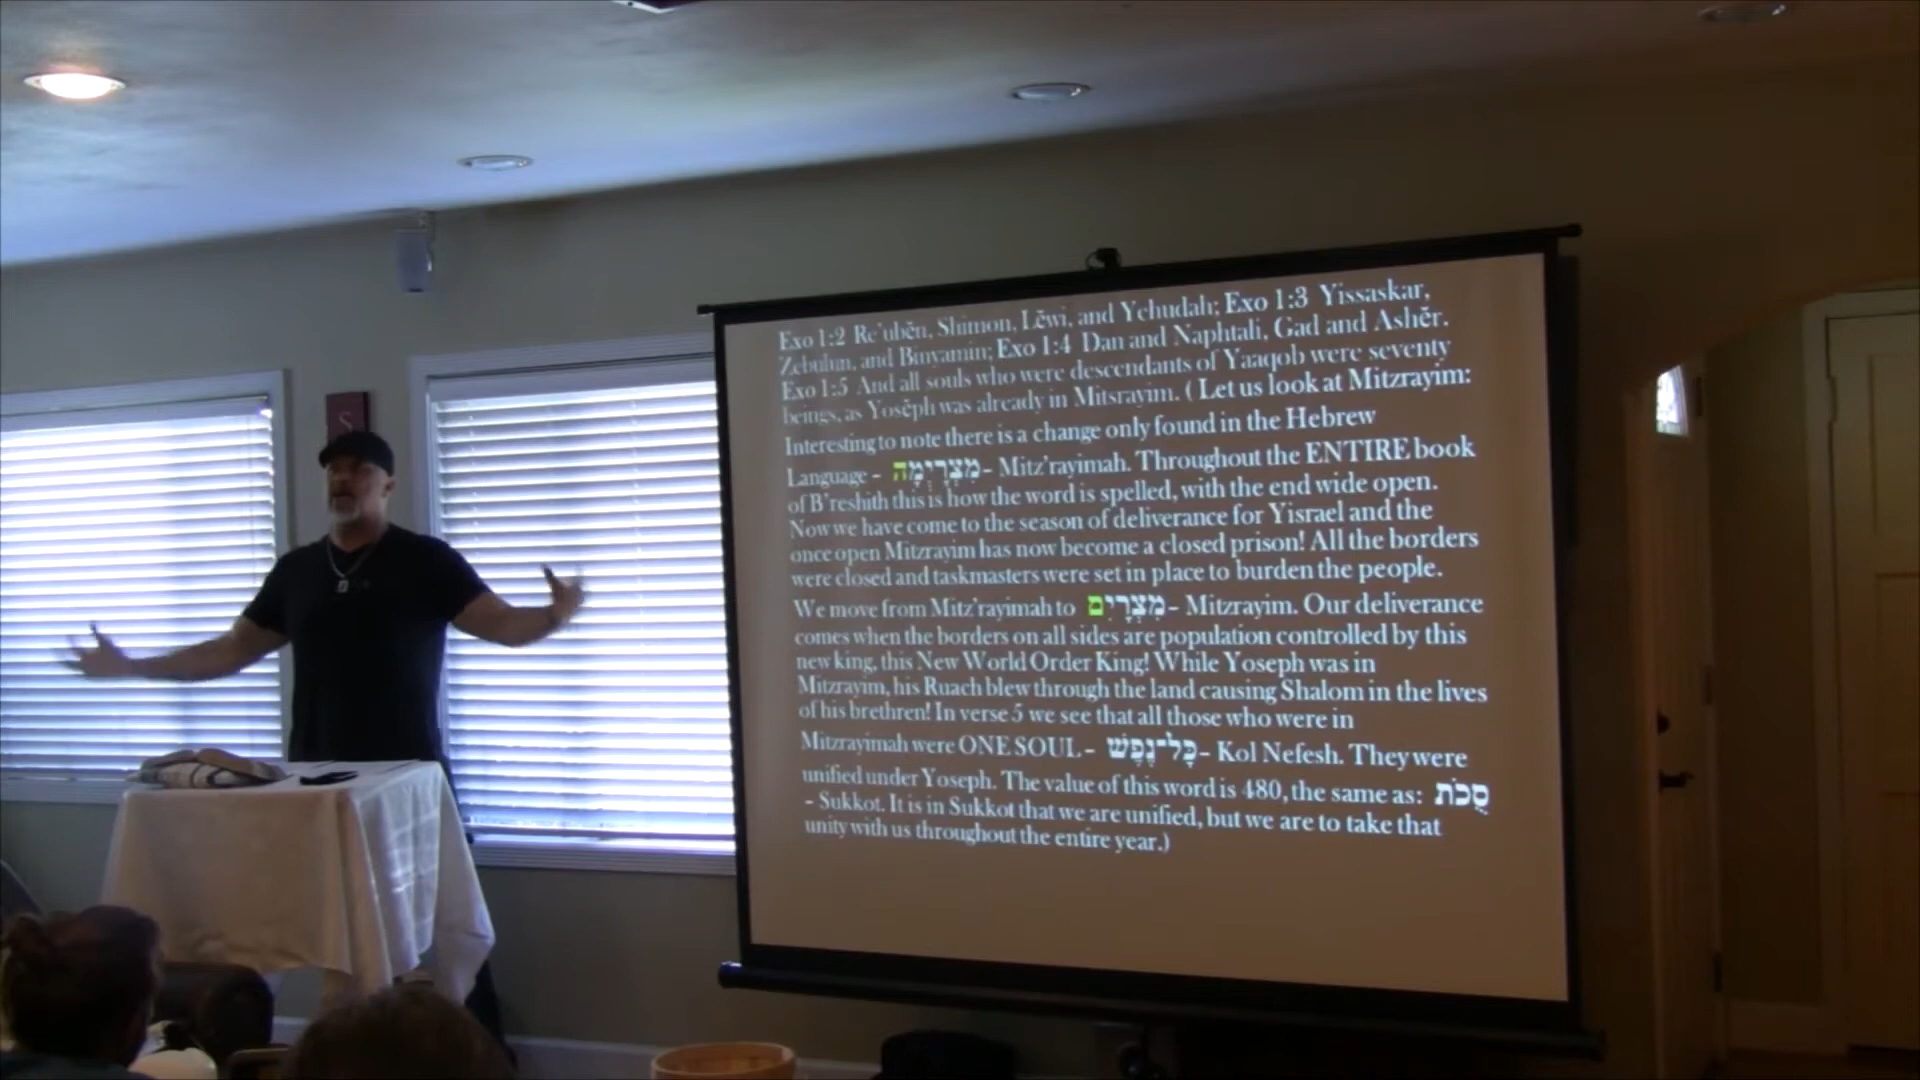 S
Exo 1:2 Re'ubĕn, Shimon, Lĕwi, and Yehudah; Exo 1:3 Yissaskar,
Zebulun, and Binyamin; Exo 1:4 Dan and Naphtali, Gad and Ashĕr.
Exo 1:5 And all souls who were descendants of Yaaqob were seventy
beings, as Yosĕph was already in Mitsrayim. ( Let us look at Mitzrayim:
Interesting to note there is a change only found in the Hebrew
Language - מִצְרָיְמָה - Mitz'rayimah. Throughout the ENTIRE book
of B'reshith this is how the word is spelled, with the end wide open.
Now we have come to the season of deliverance for Yisrael and the
once open Mitzrayim has now become a closed prison! All the borders
were closed and taskmasters were set in place to burden the people.
We move from Mitz'rayimah to מִצְרָיִם - Mitzrayim. Our deliverance
comes when the borders on all sides are population controlled by this
new king, this New World Order King! While Yoseph was in
Mitzrayim, his Ruach blew through the land causing Shalom in the lives
of his brethren! In verse 5 we see that all those who were in
Mitzrayimah were ONE SOUL - כָּל־נֶפֶשׁ - Kol Nefesh. They were
unified under Yoseph. The value of this word is 480, the same as: סֻכֹּת
- Sukkot. It is in Sukkot that we are unified, but we are to take that
unity with us throughout the entire year.)